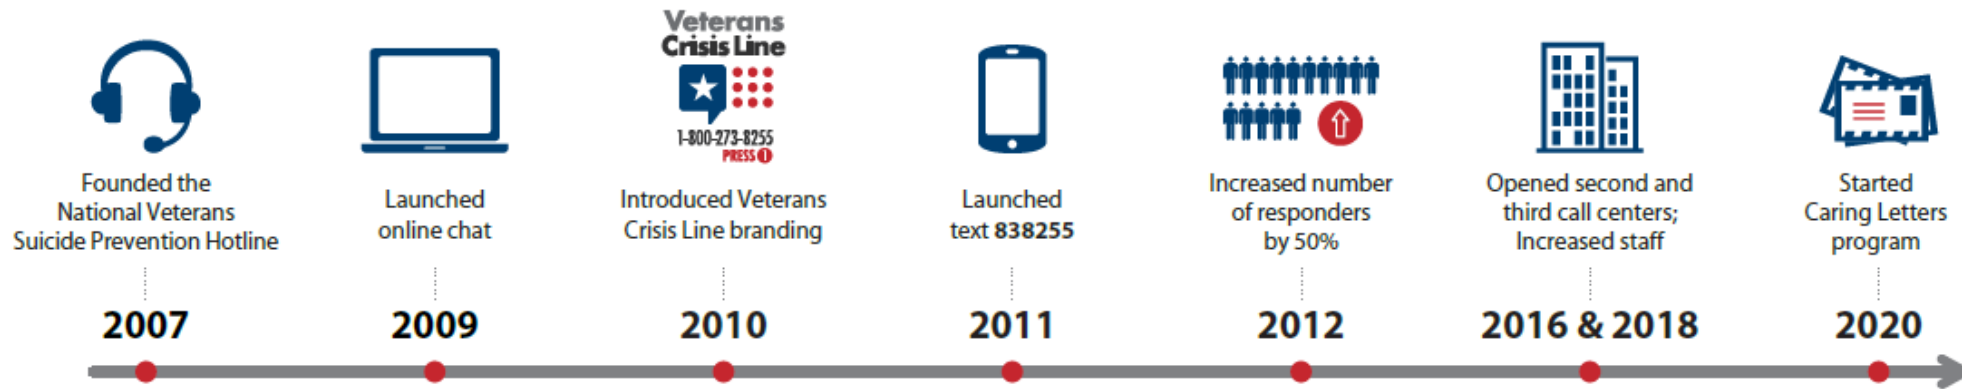 Veterans
Crisis Line
1-800-273-8255
PRESS 1
Founded the
National Veterans
Suicide Prevention Hotline
2007
Launched
online chat
2009
Introduced Veterans
Crisis Line branding
2010
Launched
text 838255
2011
Increased number
of responders
by 50%
2012
Opened second and
third call centers;
Increased staff
2016 & 2018
Started
Caring Letters
program
2020